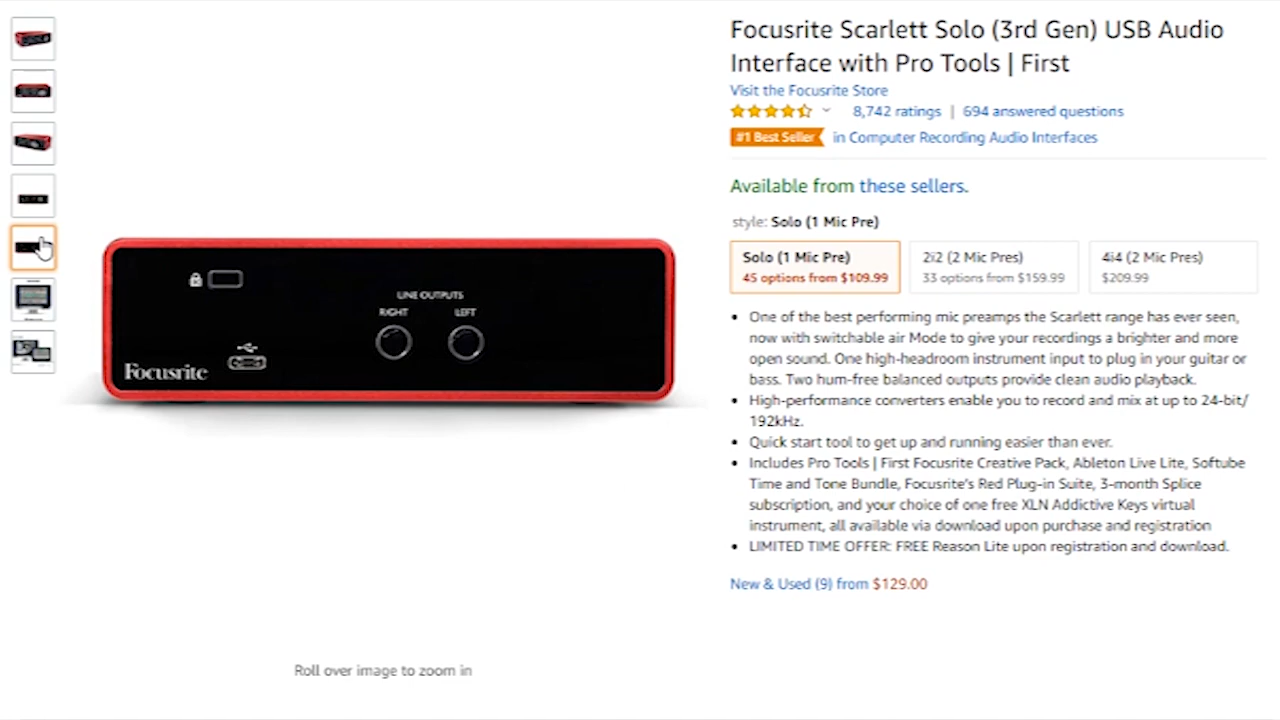 Focusrite Scarlett Solo (3rd Gen) USB Audio
Interface with Pro Tools | First
Visit the Focusrite Store
8,742 ratings | 694 answered questions
#1 Best Seller in Computer Recording Audio Interfaces
Available from these sellers.
style: Solo (1 Mic Pre)
Solo (1 Mic Pre)
45 options from $109.99
2i2 (2 Mic Pres)
33 options from $159.99
4i4 (2 Mic Pres)
$209.99
• One of the best performing mic preamps the Scarlett range has ever seen,
now with switchable air Mode to give your recordings a brighter and more
open sound. One high-headroom instrument input to plug in your guitar or
bass. Two hum-free balanced outputs provide clean audio playback.
• High-performance converters enable you to record and mix at up to 24-bit/
192kHz.
• Quick start tool to get up and running easier than ever.
• Includes Pro Tools | First Focusrite Creative Pack, Ableton Live Lite, Softube
Time and Tone Bundle, Focusrite's Red Plug-in Suite, 3-month Splice
subscription, and your choice of one free XLN Addictive Keys virtual
instrument, all available via download upon purchase and registration
• LIMITED TIME OFFER: FREE Reason Lite upon registration and download.
New & Used (9) from $129.00
LINE OUTPUTS
RIGHT LEFT
Focusrite
Roll over image to zoom in